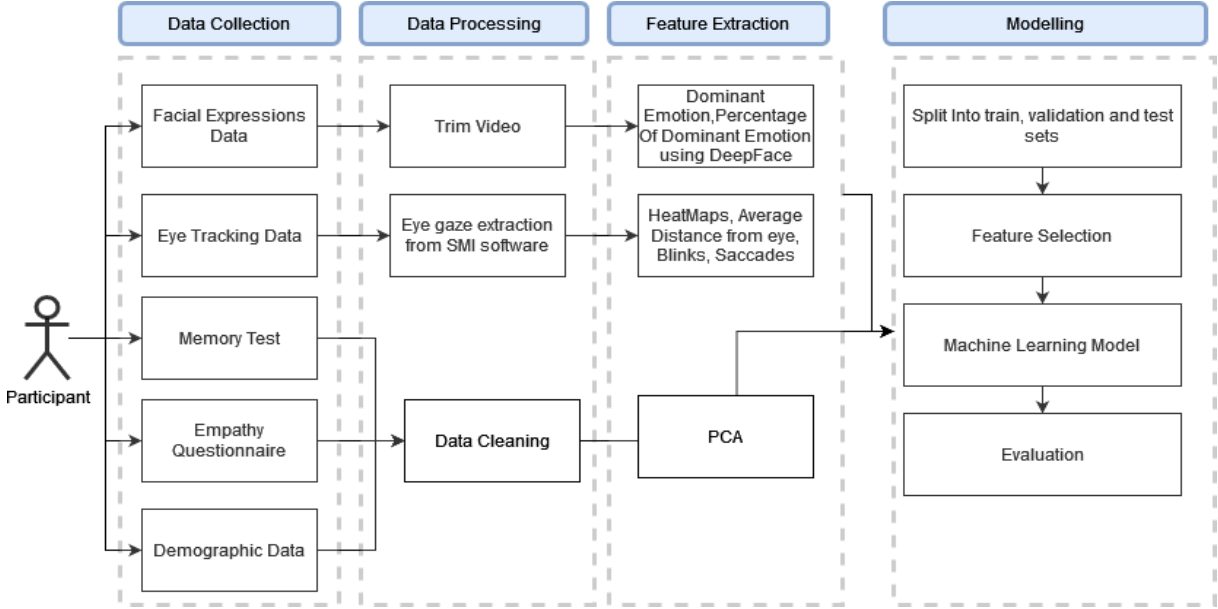 Data Collection
Data Processing
Feature Extraction
Modelling
Facial Expressions
Data
Trim Video
Dominant
Emotion,Percentage
Of Dominant Emotion
using DeepFace
Split Into train, validation and test
sets
Eye Tracking Data
Eye gaze extraction
from SMI software
HeatMaps, Average
Distance from eye,
Blinks, Saccades
Feature Selection
Participant
Memory Test
Machine Learning Model
Empathy
Questionnaire
Data Cleaning
PCA
Evaluation
Demographic Data